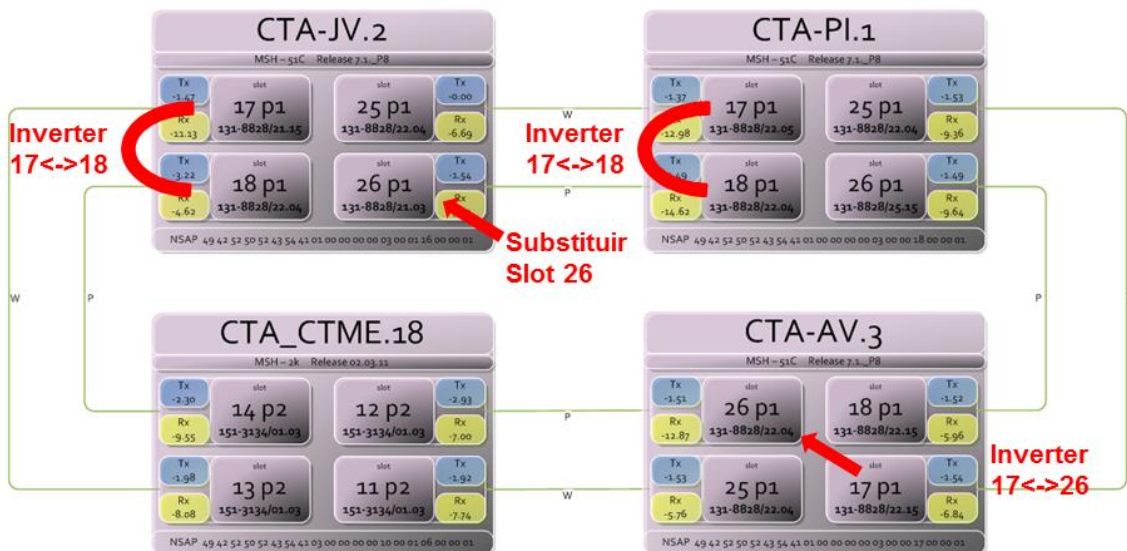 CTA-JV.2
MSH – 51C Release 7.1._P8
Tx
-1.47
Rx
-11.13
slot
17 p1
131-8828/21.15
slot
25 p1
131-8828/22.04
Tx
-0.00
Rx
-6.69
Tx
-3.22
Rx
-4.62
slot
18 p1
131-8828/22.04
slot
26 p1
131-8828/21.03
Tx
-1.54
Rx
NSAP 49 42 52 50 52 43 54 41 01 00 00 00 00 03 00 01 16 00 00 01
Inverter
17<->18
Substituir
Slot 26
CTA-PI.1
MSH – 51C Release 7.1._P8
Tx
-1.37
Rx
-12.98
slot
17 p1
131-8828/22.05
slot
25 p1
131-8828/22.04
Tx
-1.53
Rx
-9.36
Rx
-14.62
slot
18 p1
131-8828/22.04
slot
26 p1
131-8828/25.15
Tx
-1.49
Rx
-9.64
NSAP 49 42 52 50 52 43 54 41 01 00 00 00 00 03 00 00 18 00 00 01
Inverter
17<->18
W
P
W
P
P
CTA_CTME.18
MSH – 2k Release 02.03.11
Tx
-2.30
Rx
-9.55
slot
14 p2
151-3134/01.03
slot
12 p2
151-3134/01.03
Tx
-2.93
Rx
-7.00
Tx
-1.98
Rx
-8.08
slot
13 p2
151-3134/01.03
slot
11 p2
151-3134/01.03
Tx
-1.92
Rx
-7.74
NSAP 49 42 52 50 52 43 54 41 03 00 00 00 00 10 00 01 06 00 00 01
P
W
CTA-AV.3
MSH – 51C Release 7.1._P8
Tx
-1.51
Rx
-12.87
slot
26 p1
131-8828/22.04
slot
18 p1
131-8828/22.15
Tx
-1.52
Rx
-5.96
Tx
-1.53
Rx
-5.76
slot
25 p1
131-8828/22.04
slot
17 p1
131-8828/22.15
Tx
-1.54
Rx
-6.84
NSAP 49 42 52 50 52 43 54 41 01 00 00 00 00 03 00 00 17 00 00 01
Inverter
17<->26